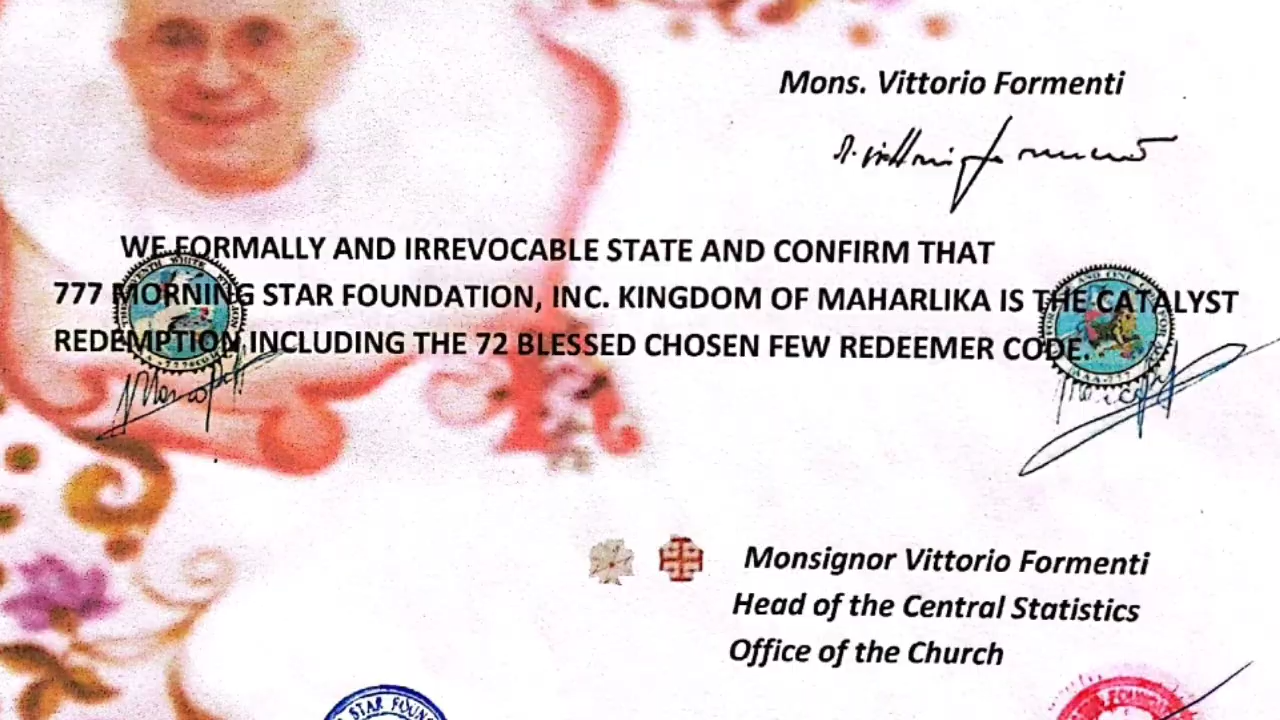 Mons. Vittorio Formenti
WE FORMALLY AND IRREVOCABLE STATE AND CONFIRM THAT
777 MORNING STAR FOUNDATION, INC. KINGDOM OF MAHARLIKA IS THE CATALYST
REDEMPTION INCLUDING THE 72 BLESSED CHOSEN FEW REDEEMER CODE.
Monsignor Vittorio Formenti
Head of the Central Statistics
Office of the Church
STAR FOUN